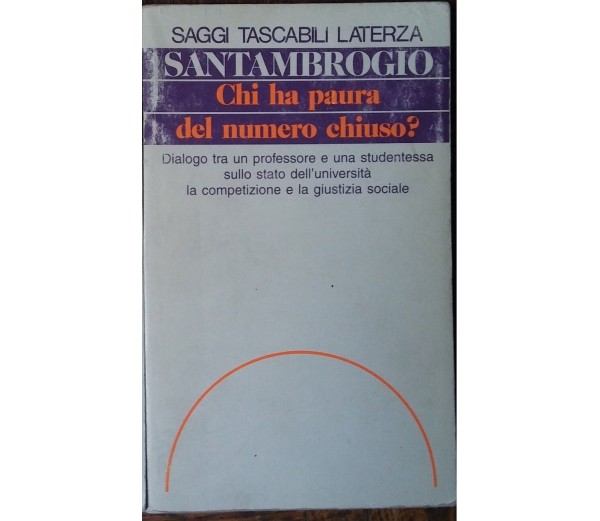 SAGGI TASCABILI LATERZA
SANTAMBROGIO
Chi ha paura
del numero chiuso?
Dialogo tra un professore e una studentessa
sullo stato dell'università
la competizione e la giustizia sociale